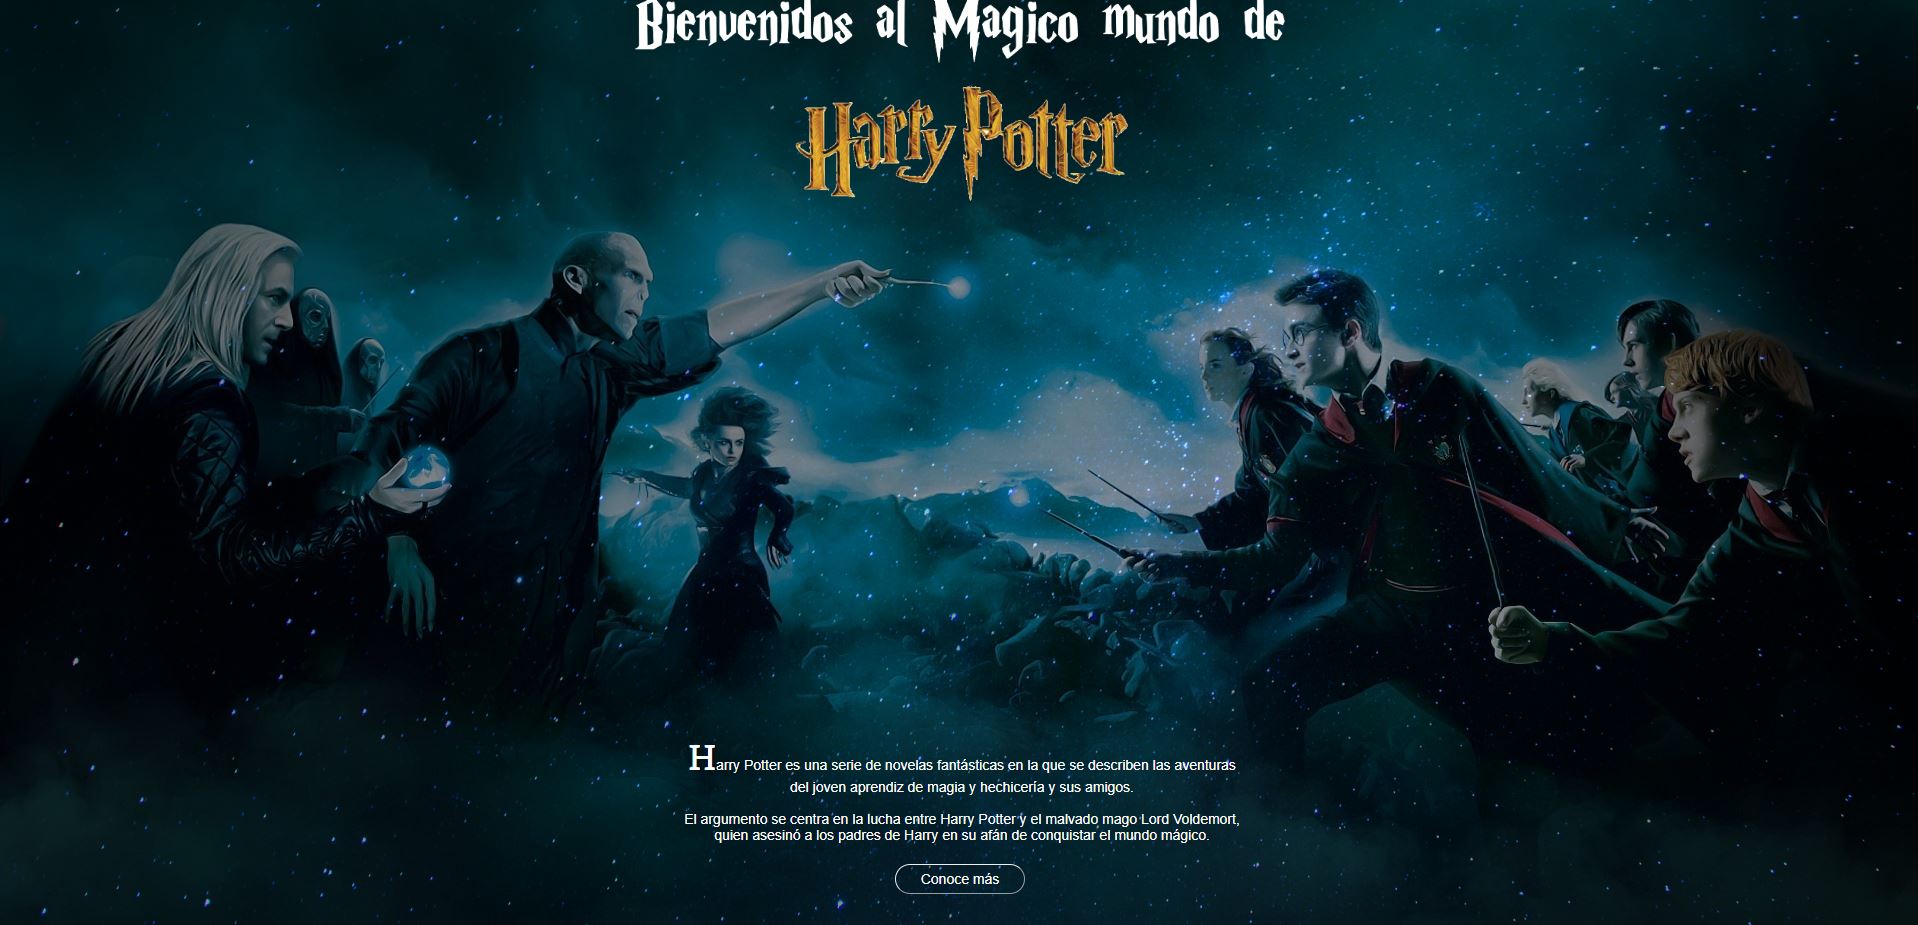 Bienvenidos al Magico mundo de
Harry Potter
Harry Potter es una serie de novelas fantásticas en la que se describen las aventuras
del joven aprendiz de magia y hechicería y sus amigos.
El argumento se centra en la lucha entre Harry Potter y el malvado mago Lord Voldemort,
quien asesinó a los padres de Harry en su afán de conquistar el mundo mágico.
Conoce más